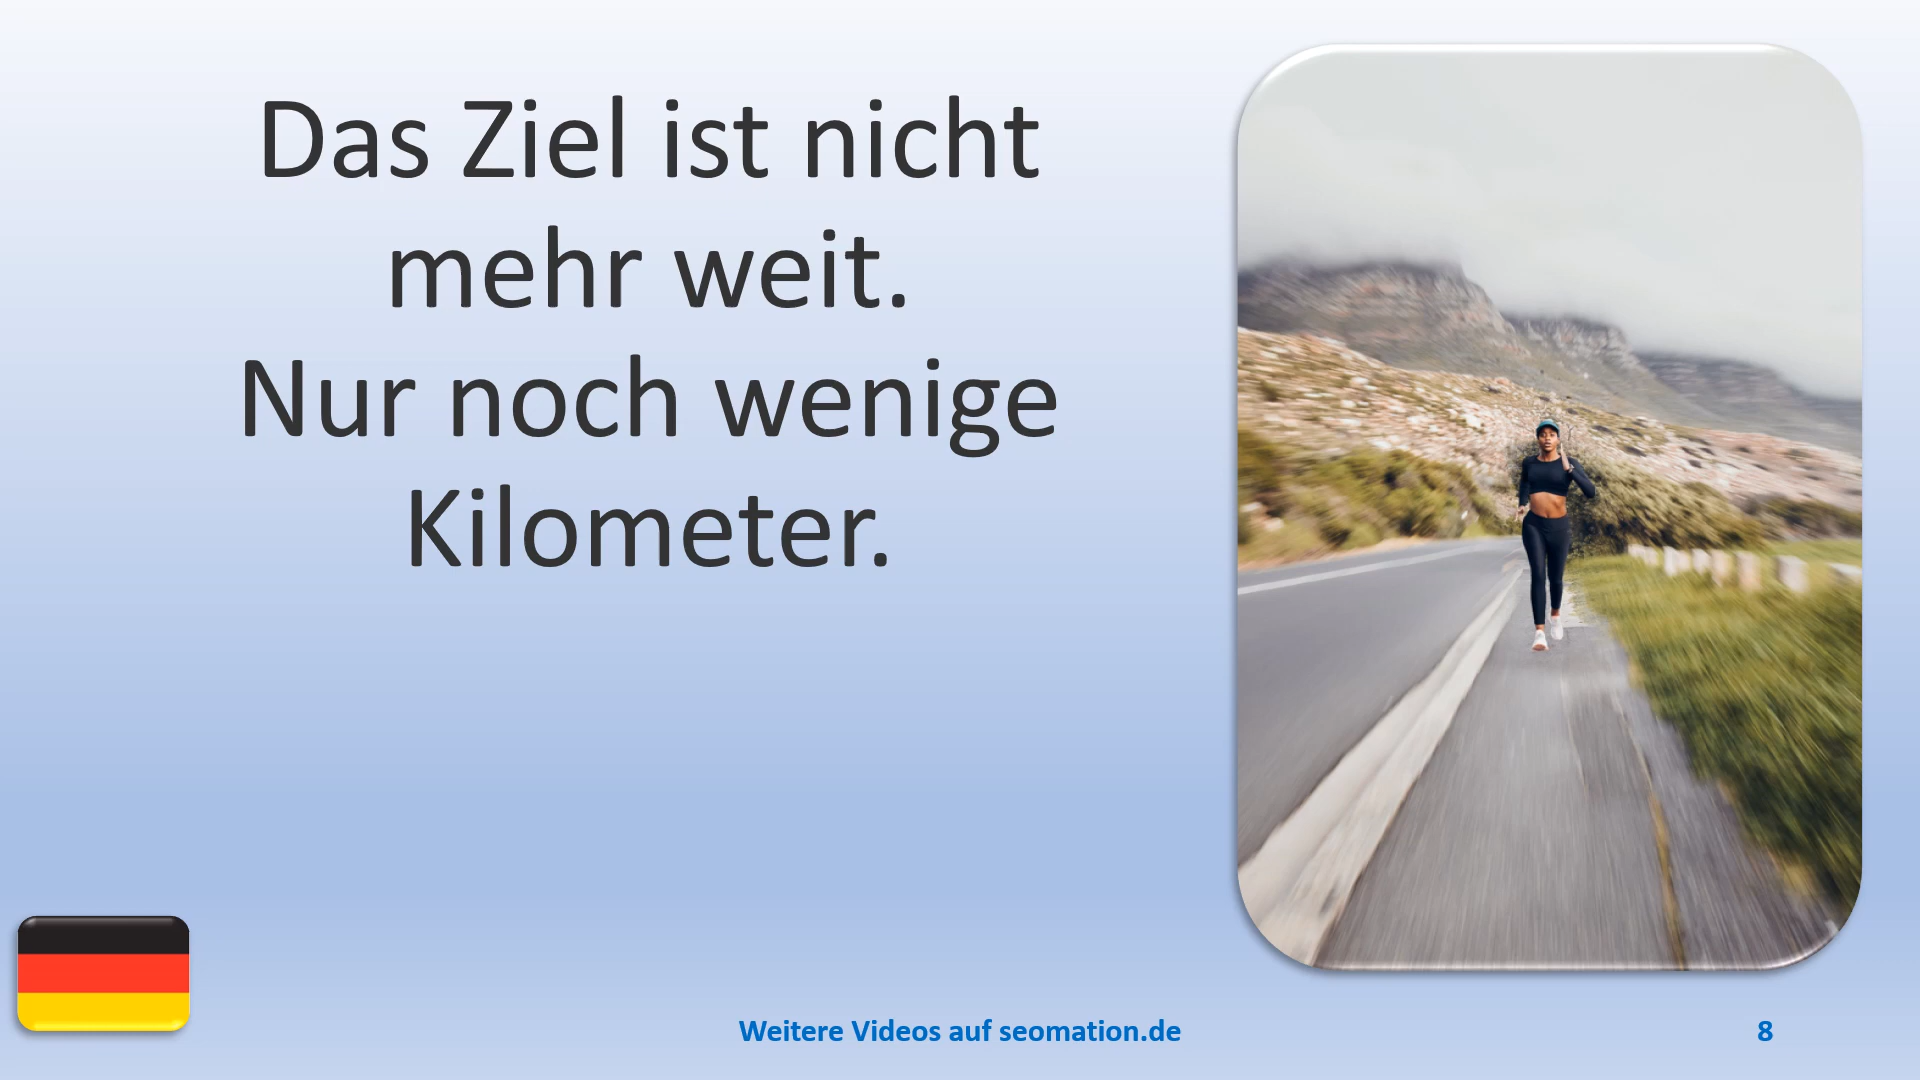 Das Ziel ist nicht
mehr weit.
Nur noch wenige
Kilometer.
Weitere Videos auf seomation.de
8